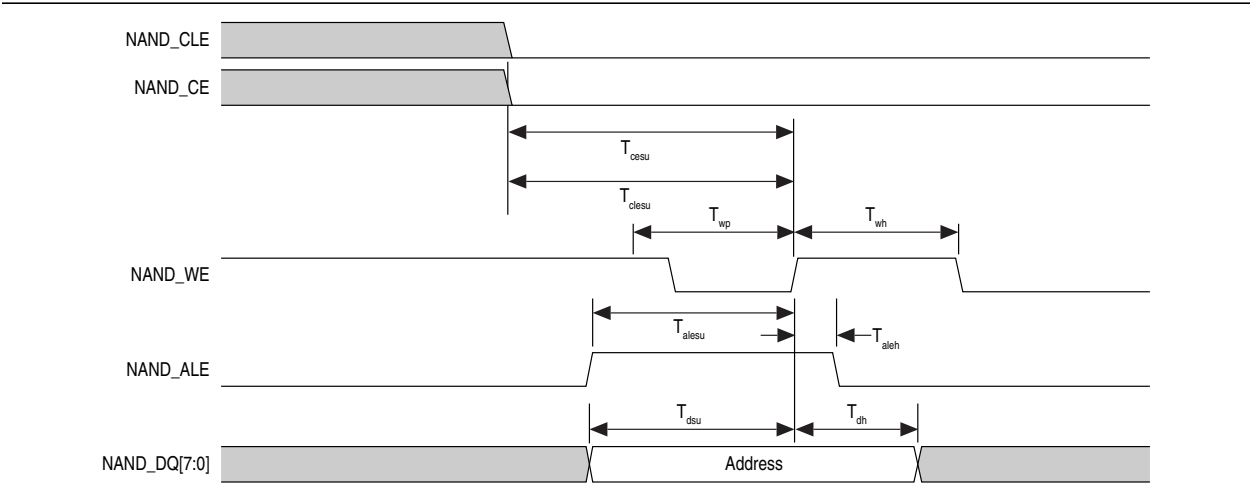 NAND_CLE
NAND_CE
Tcesu
Tclesu
Twp
Twh
NAND_WE
Talesu
Taleh
NAND_ALE
Tdsu
Tdh
NAND_DQ[7:0]
Address